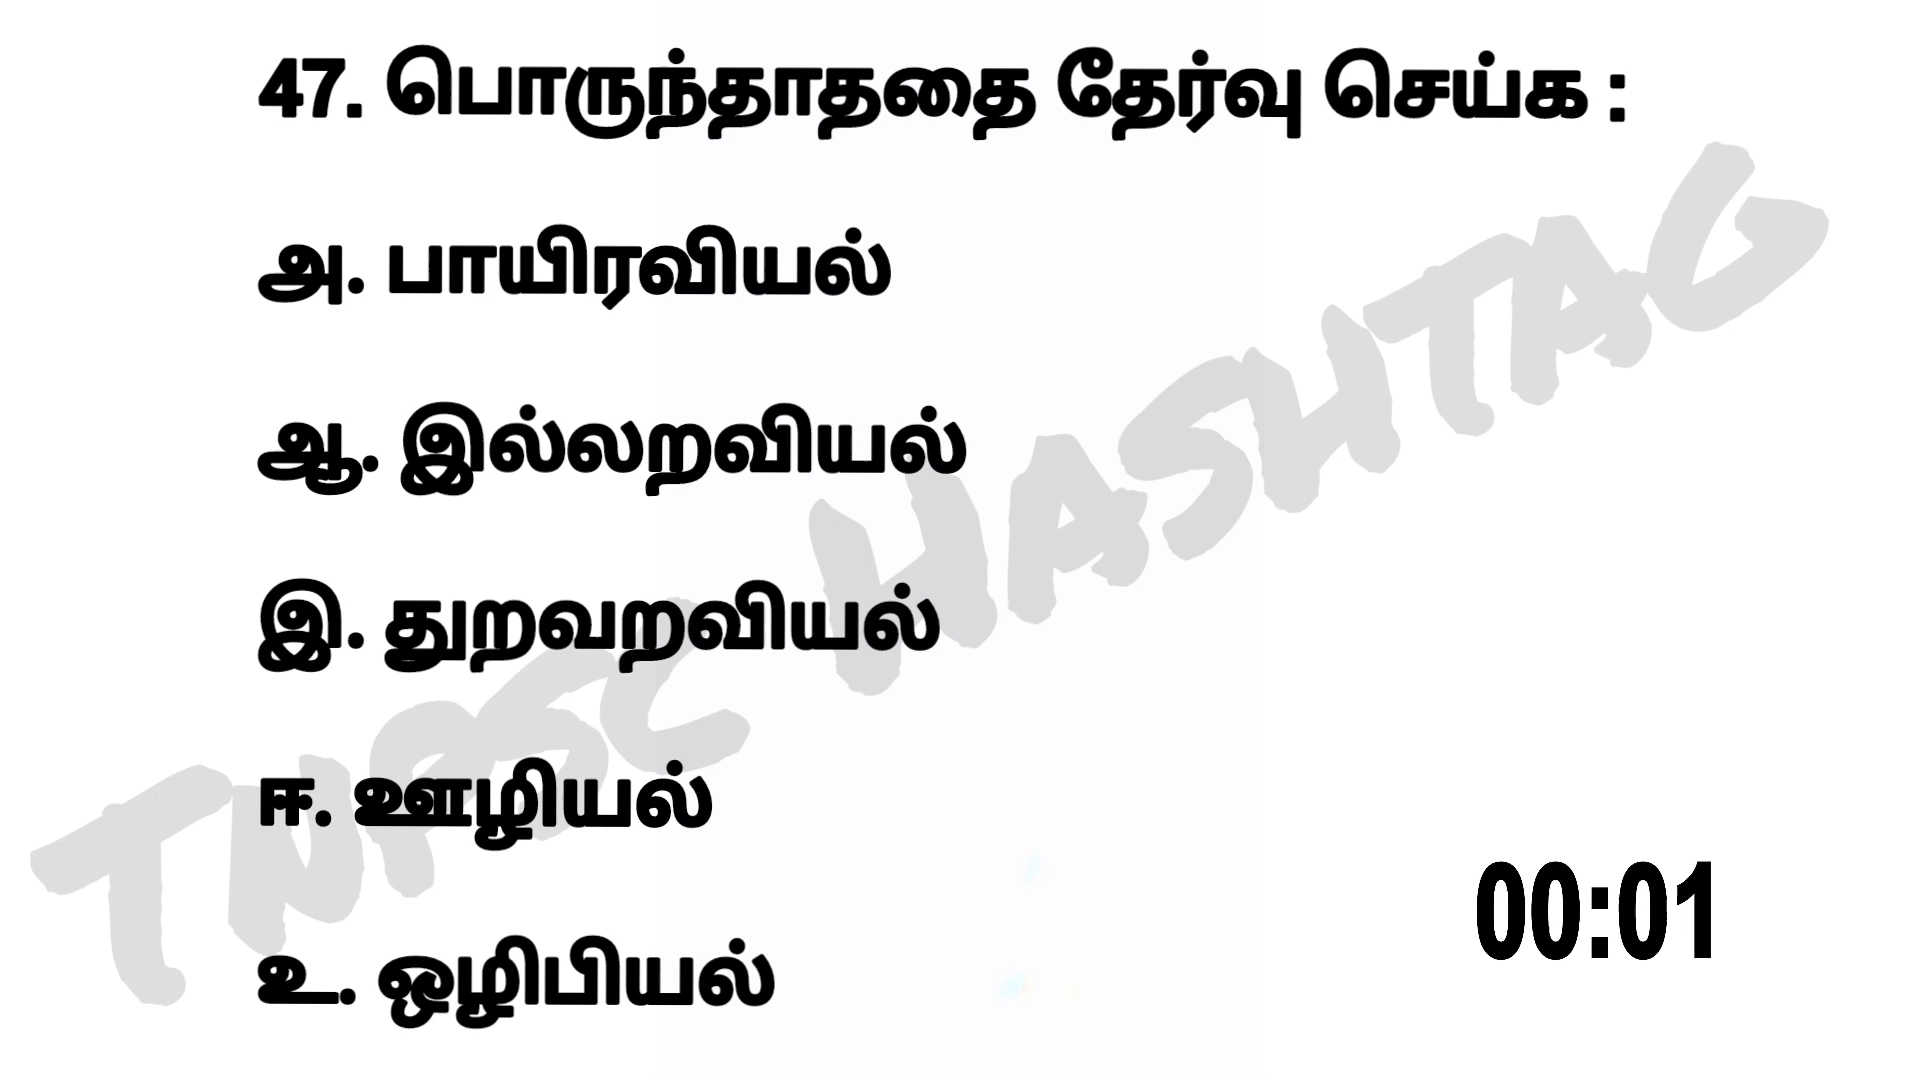 47. பொருந்தாததை தேர்வு செய்க :
அ. பாயிரவியல்
ஆ. இல்லறவியல்
இ. துறவறவியல்
ஈ. ஊழியல்
உ. ஒழிபியல்
00:01
TNPSC HASHTAG